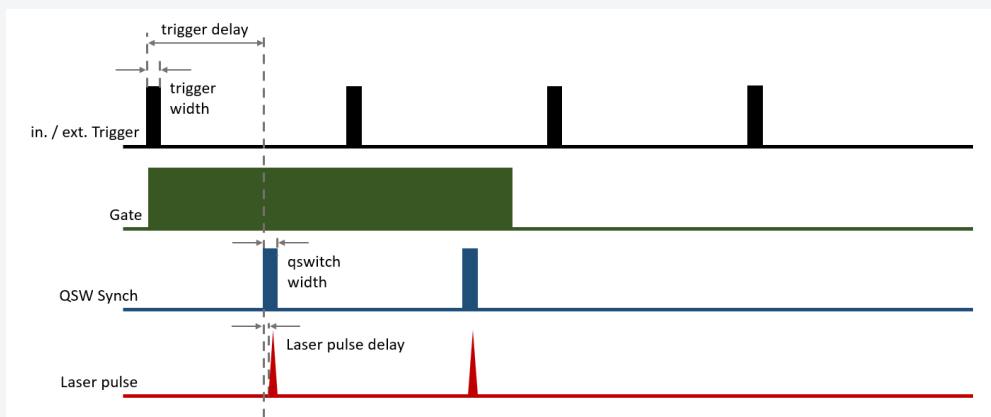 trigger delay
trigger
width
in. / ext. Trigger
Gate
qswitch
width
QSW Synch
Laser pulse delay
Laser pulse